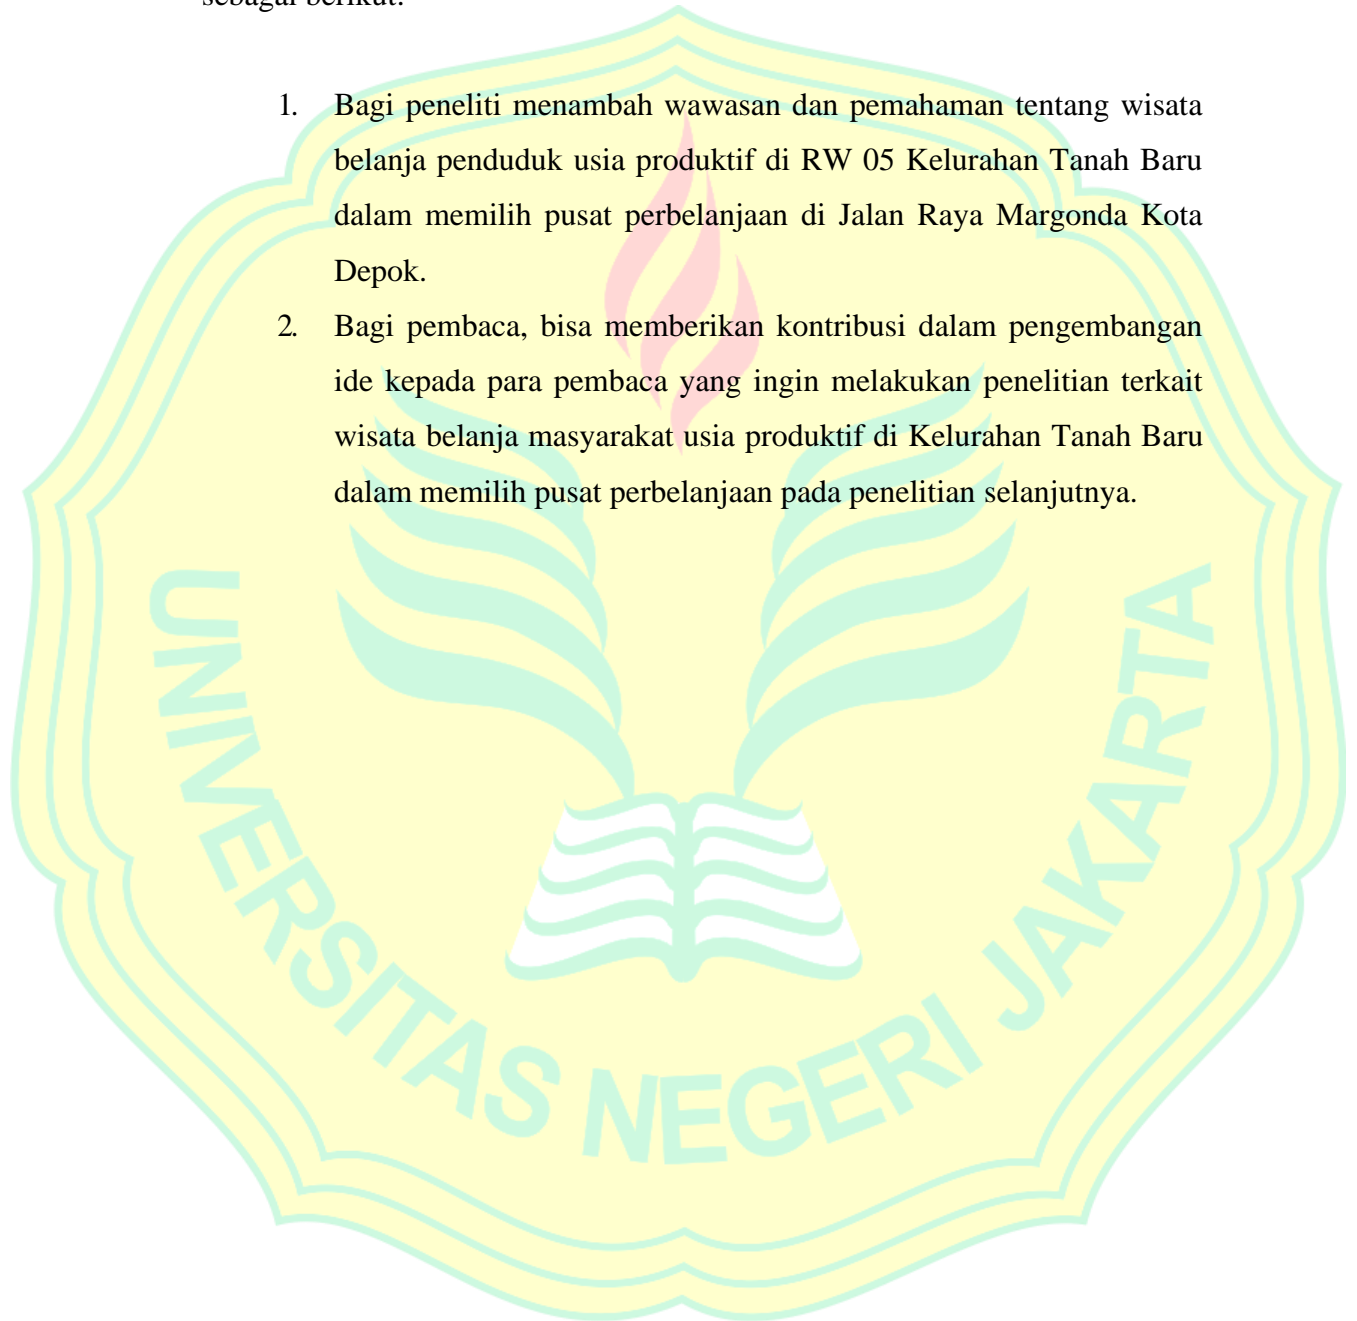 sebagai berikut:
1. Bagi peneliti menambah wawasan dan pemahaman tentang wisata
belanja penduduk usia produktif di RW 05 Kelurahan Tanah Baru
dalam memilih pusat perbelanjaan di Jalan Raya Margonda Kota
Depok.
2. Bagi pembaca, bisa memberikan kontribusi dalam pengembangan
ide kepada para pembaca yang ingin melakukan penelitian terkait
wisata belanja masyarakat usia produktif di Kelurahan Tanah Baru
dalam memilih pusat perbelanjaan pada penelitian selanjutnya.
UNIVERSITAS NEGERI JAKARTA